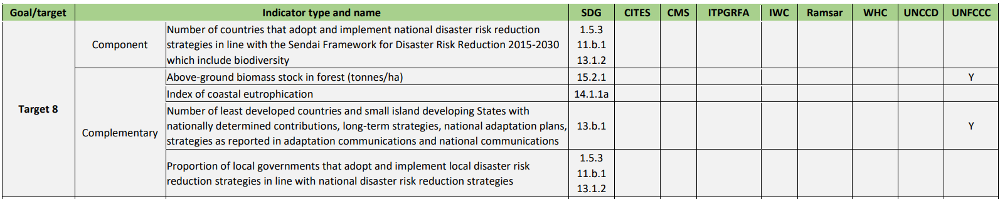 Goal/target Indicator type and name SDG CITES CMS ITPGRFA IWC Ramsar WHC UNCCD UNFCCC
Target 8
Component
Number of countries that adopt and implement national disaster risk reduction
strategies in line with the Sendai Framework for Disaster Risk Reduction 2015-2030
which include biodiversity
1.5.3
11.b.1
13.1.2
Complementary
Above-ground biomass stock in forest (tonnes/ha) 15.2.1 Y
Index of coastal eutrophication 14.1.1a
Number of least developed countries and small island developing States with
nationally determined contributions, long-term strategies, national adaptation plans,
strategies as reported in adaptation communications and national communications
13.b.1 Y
Proportion of local governments that adopt and implement local disaster risk
reduction strategies in line with national disaster risk reduction strategies
1.5.3
11.b.1
13.1.2